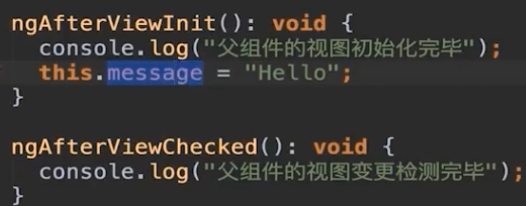 ngAfterViewInit(): void {
  console.log("父组件的视图初始化完毕");
  this.message = "Hello";
}

ngAfterViewChecked(): void {
  console.log("父组件的视图变更检测完毕");
}